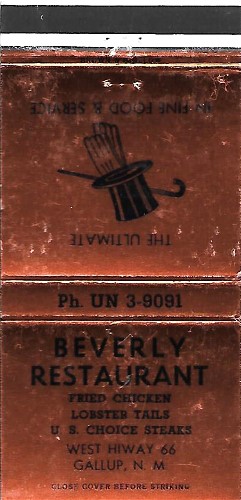 IN FINE FOOD & SERVICE
THE ULTIMATE
Ph. UN 3-9091
BEVERLY
RESTAURANT
FRIED CHICKEN
LOBSTER TAILS
U. S. CHOICE STEAKS
WEST HIWAY 66
GALLUP, N. M.
CLOSE COVER BEFORE STRIKING